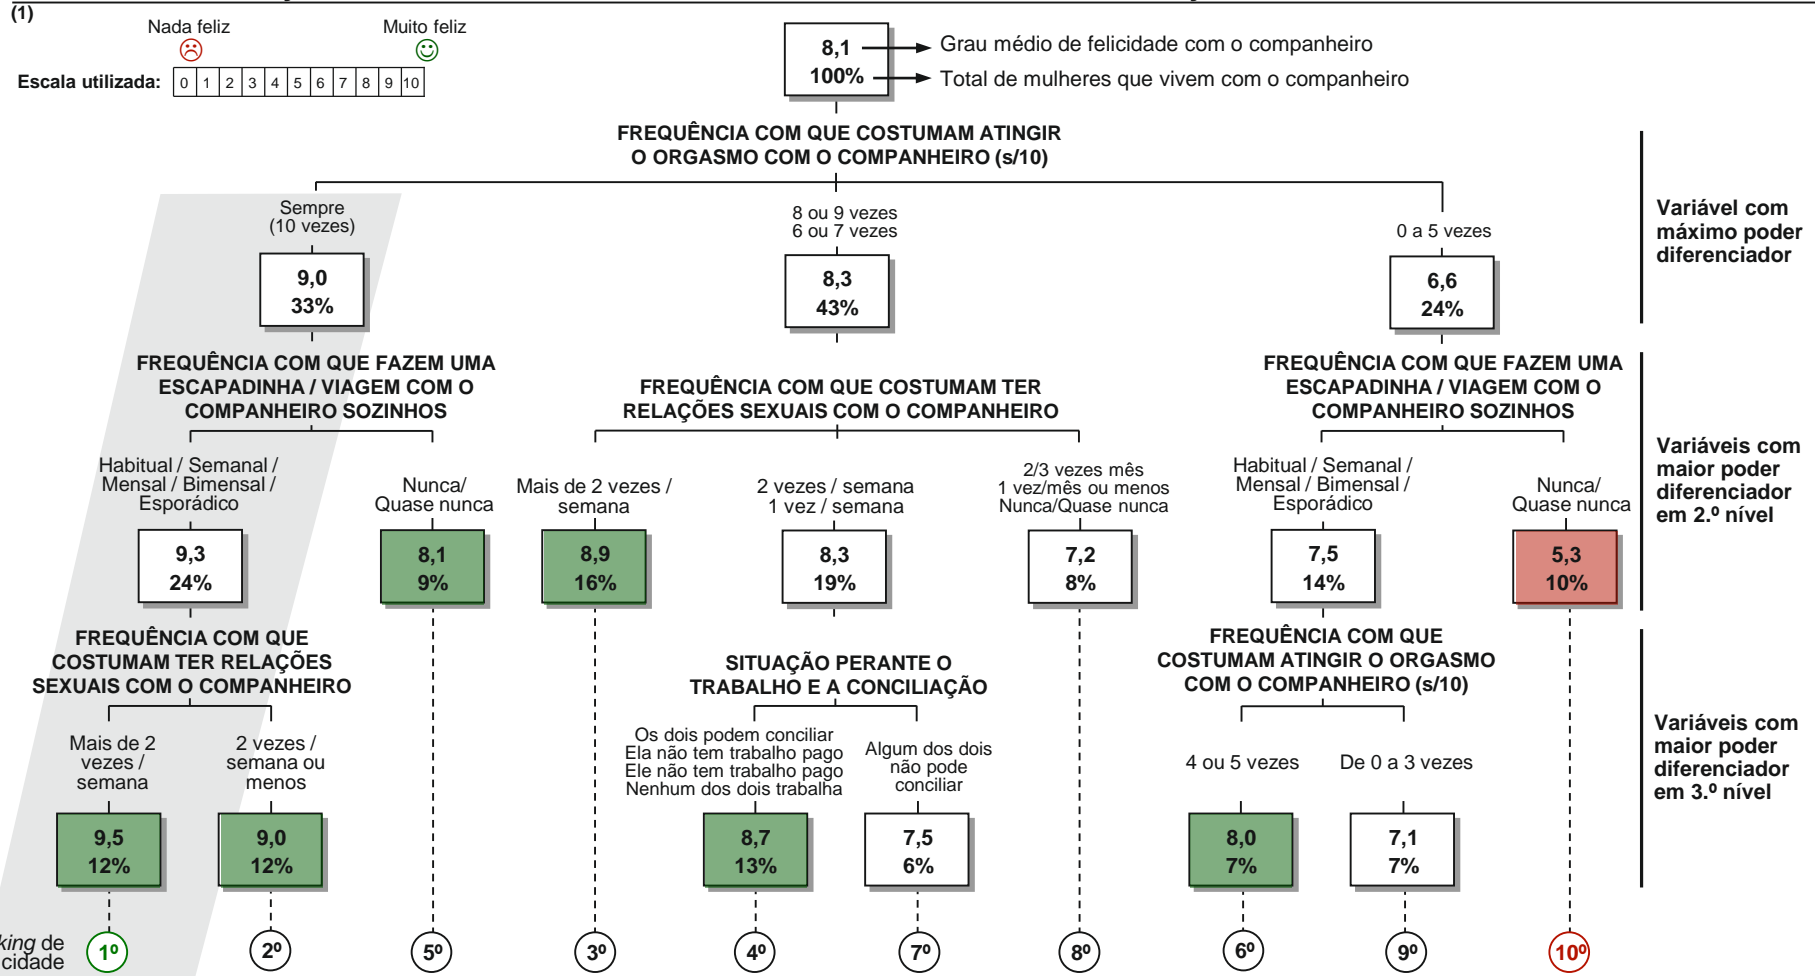 (1)
Nada feliz
Muito feliz
Escala utilizada: 0 1 2 3 4 5 6 7 8 9 10
8,1
100%
Grau médio de felicidade com o companheiro
Total de mulheres que vivem com o companheiro
FREQUÊNCIA COM QUE COSTUMAM ATINGIR
O ORGASMO COM O COMPANHEIRO (s/10)
Variável com
máximo poder
diferenciador
Sempre
(10 vezes)
9,0
33%
8 ou 9 vezes
6 ou 7 vezes
8,3
43%
0 a 5 vezes
6,6
24%
FREQUÊNCIA COM QUE FAZEM UMA
ESCAPADINHA / VIAGEM COM O
COMPANHEIRO SOZINHOS
FREQUÊNCIA COM QUE COSTUMAM TER
RELAÇÕES SEXUAIS COM O COMPANHEIRO
FREQUÊNCIA COM QUE FAZEM UMA
ESCAPADINHA / VIAGEM COM O
COMPANHEIRO SOZINHOS
Variáveis com
maior poder
diferenciador
em 2.º nível
Habitual / Semanal /
Mensal / Bimensal /
Esporádico
9,3
24%
Nunca/
Quase nunca
8,1
9%
Mais de 2 vezes /
semana
8,9
16%
2 vezes / semana
1 vez / semana
8,3
19%
2/3 vezes mês
1 vez/mês ou menos
Nunca/Quase nunca
7,2
8%
Habitual / Semanal /
Mensal / Bimensal /
Esporádico
7,5
14%
Nunca/
Quase nunca
5,3
10%
FREQUÊNCIA COM QUE
COSTUMAM TER RELAÇÕES
SEXUAIS COM O COMPANHEIRO
SITUAÇÃO PERANTE O
TRABALHO E A CONCILIAÇÃO
FREQUÊNCIA COM QUE
COSTUMAM ATINGIR O ORGASMO
COM O COMPANHEIRO (s/10)
Variáveis com
maior poder
diferenciador
em 3.º nível
Mais de 2
vezes /
semana
9,5
12%
2 vezes /
semana ou
menos
9,0
12%
Os dois podem conciliar
Ela não tem trabalho pago
Ele não tem trabalho pago
Nenhum dos dois trabalha
8,7
13%
Algum dos dois
não pode
conciliar
7,5
6%
4 ou 5 vezes
8,0
7%
De 0 a 3 vezes
7,1
7%
king de
cidade
1º 2º 5º 3º 4º 7º 8º 6º 9º 10º